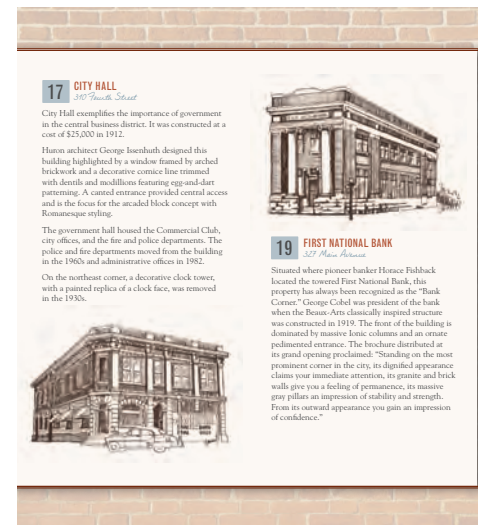 17
CITY HALL
310 Fourth Street
City Hall exemplifies the importance of government
in the central business district. It was constructed at a
cost of $25,000 in 1912.
Huron architect George Issenhuth designed this
building highlighted by a window framed by arched
brickwork and a decorative cornice line trimmed
with dentils and modillions featuring egg-and-dart
patterning. A canted entrance provided central access
and is the focus for the arcaded block concept with
Romanesque styling.
The government hall housed the Commercial Club,
city offices, and the fire and police departments. The
police and fire departments moved from the building
in the 1960s and administrative offices in 1982.
On the northeast corner, a decorative clock tower,
with a painted replica of a clock face, was removed
in the 1930s.
19
FIRST NATIONAL BANK
327 Main Avenue
Situated where pioneer banker Horace Fishback
located the towered First National Bank, this
property has always been recognized as the “Bank
Corner.” George Cobel was president of the bank
when the Beaux-Arts classically inspired structure
was constructed in 1919. The front of the building is
dominated by massive Ionic columns and an ornate
pedimented entrance. The brochure distributed at
its grand opening proclaimed: “Standing on the most
prominent corner in the city, its dignified appearance
claims your immediate attention, its granite and brick
walls give you a feeling of permanence, its massive
gray pillars an impression of stability and strength.
From its outward appearance you gain an impression
of confidence.”